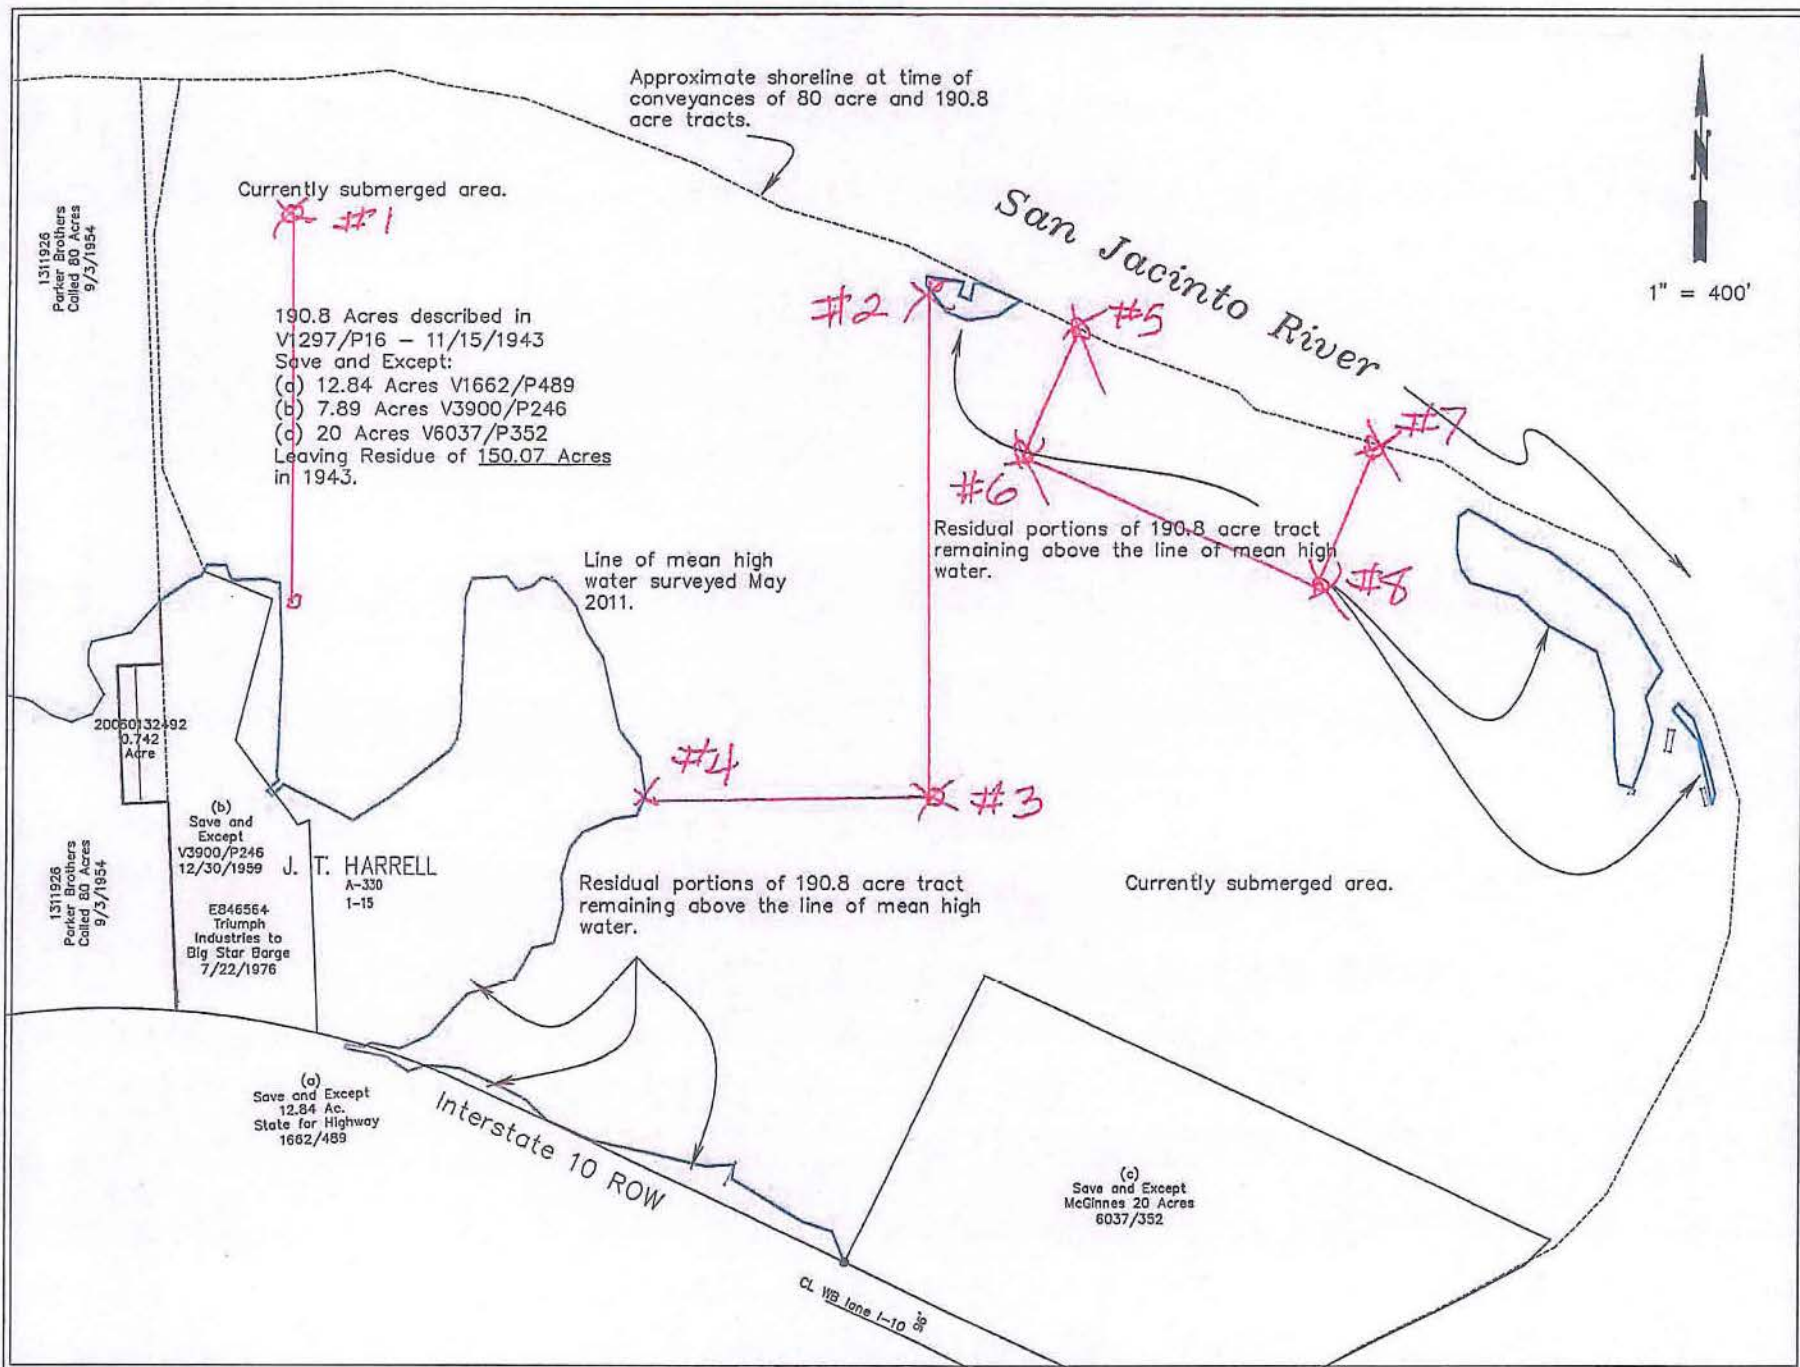 Approximate shoreline at time of
conveyances of 80 acre and 190.8
acre tracts.
N
1" = 400'
San Jacinto River
Currently submerged area.
#1
1311926
Parker Brothers
Called 80 Acres
9/3/1954
190.8 Acres described in
V1297/P16 – 11/15/1943
Save and Except:
(a) 12.84 Acres V1662/P489
(b) 7.89 Acres V3900/P246
(c) 20 Acres V6037/P352
Leaving Residue of 150.07 Acres
in 1943.
#2
#5
#7
#6
#8
Residual portions of 190.8 acre tract
remaining above the line of mean high
water.
Line of mean high
water surveyed May
2011.
20060132492
0.742
Acre
#4
#3
(b)
Save and
Except
V3900/P246
12/30/1959
J. T. HARRELL
A-330
1-15
1311926
Parker Brothers
Called 80 Acres
9/3/1954
E846564
Triumph
Industries to
Big Star Barge
7/22/1976
Residual portions of 190.8 acre tract
remaining above the line of mean high
water.
Currently submerged area.
(a)
Save and Except
12.84 Ac.
State for Highway
1662/489
Interstate 10 ROW
(c)
Save and Except
McGinnes 20 Acres
6037/352
CL WB lane I-10
96'